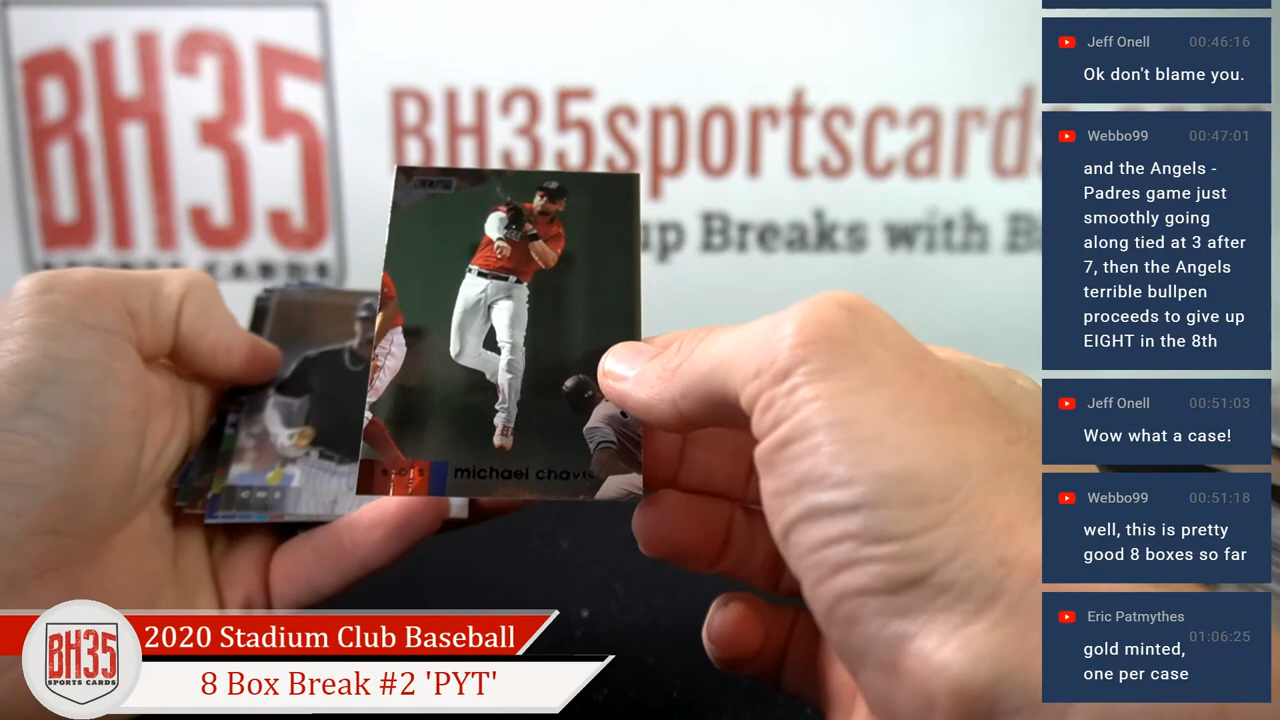 BH35
SPORTS CARDS
BH35sportscards
up Breaks with B
michael chavis
Jeff Onell 00:46:16
Ok don't blame you.
Webbo99 00:47:01
and the Angels -
Padres game just
smoothly going
along tied at 3 after
7, then the Angels
terrible bullpen
proceeds to give up
EIGHT in the 8th
Jeff Onell 00:51:03
Wow what a case!
Webbo99 00:51:18
well, this is pretty
good 8 boxes so far
Eric Patmythes
01:06:25
gold minted,
one per case
BH35
SPORTS CARDS
2020 Stadium Club Baseball
8 Box Break #2 'PYT'